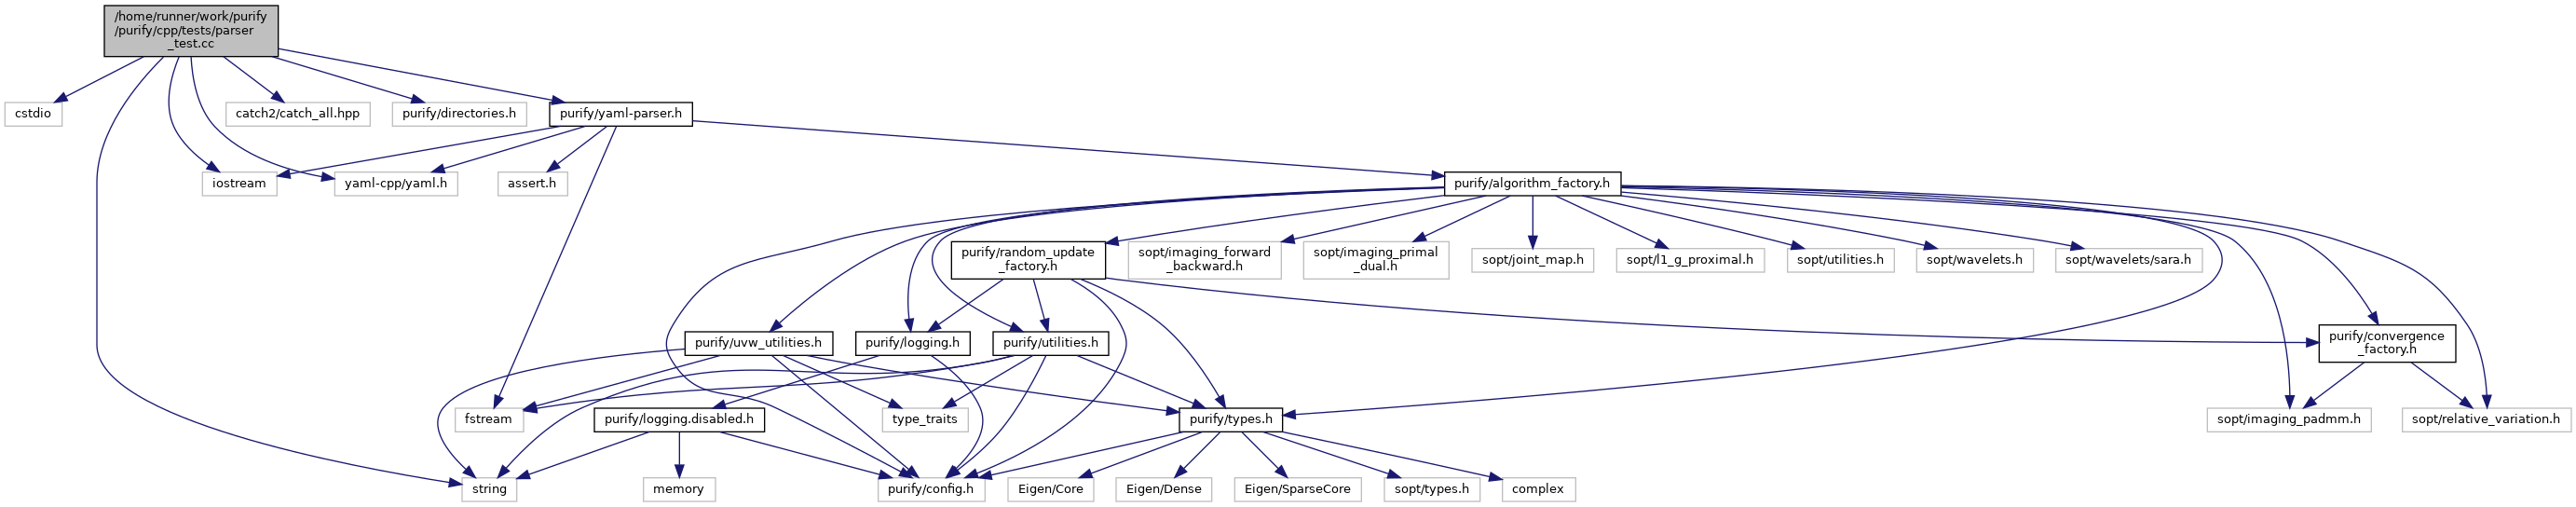 /home/runner/work/purify
/purify/cpp/tests/parser
_test.cc
cstdio
catch2/catch_all.hpp
purify/directories.h
purify/yaml-parser.h
iostream
yaml-cpp/yaml.h
assert.h
purify/algorithm_factory.h
purify/random_update
_factory.h
sopt/imaging_forward
_backward.h
sopt/imaging_primal
_dual.h
sopt/joint_map.h
sopt/l1_g_proximal.h
sopt/utilities.h
sopt/wavelets.h
sopt/wavelets/sara.h
purify/uvw_utilities.h
purify/logging.h
purify/utilities.h
purify/convergence
_factory.h
fstream
purify/logging.disabled.h
type_traits
purify/types.h
sopt/imaging_padmm.h
sopt/relative_variation.h
string
memory
purify/config.h
Eigen/Core
Eigen/Dense
Eigen/SparseCore
sopt/types.h
complex